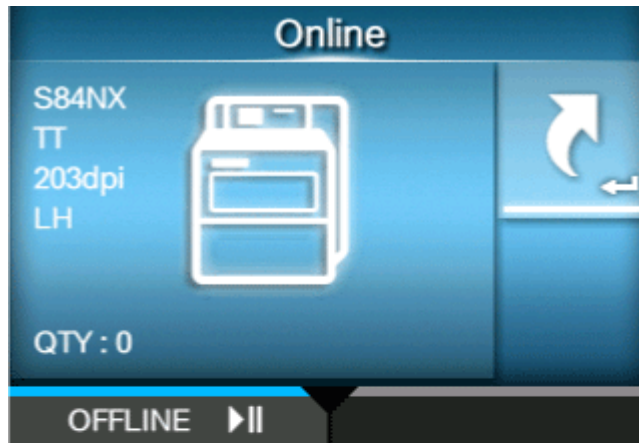 Online
S84NX
TT
203dpi
LH
QTY : 0
OFFLINE